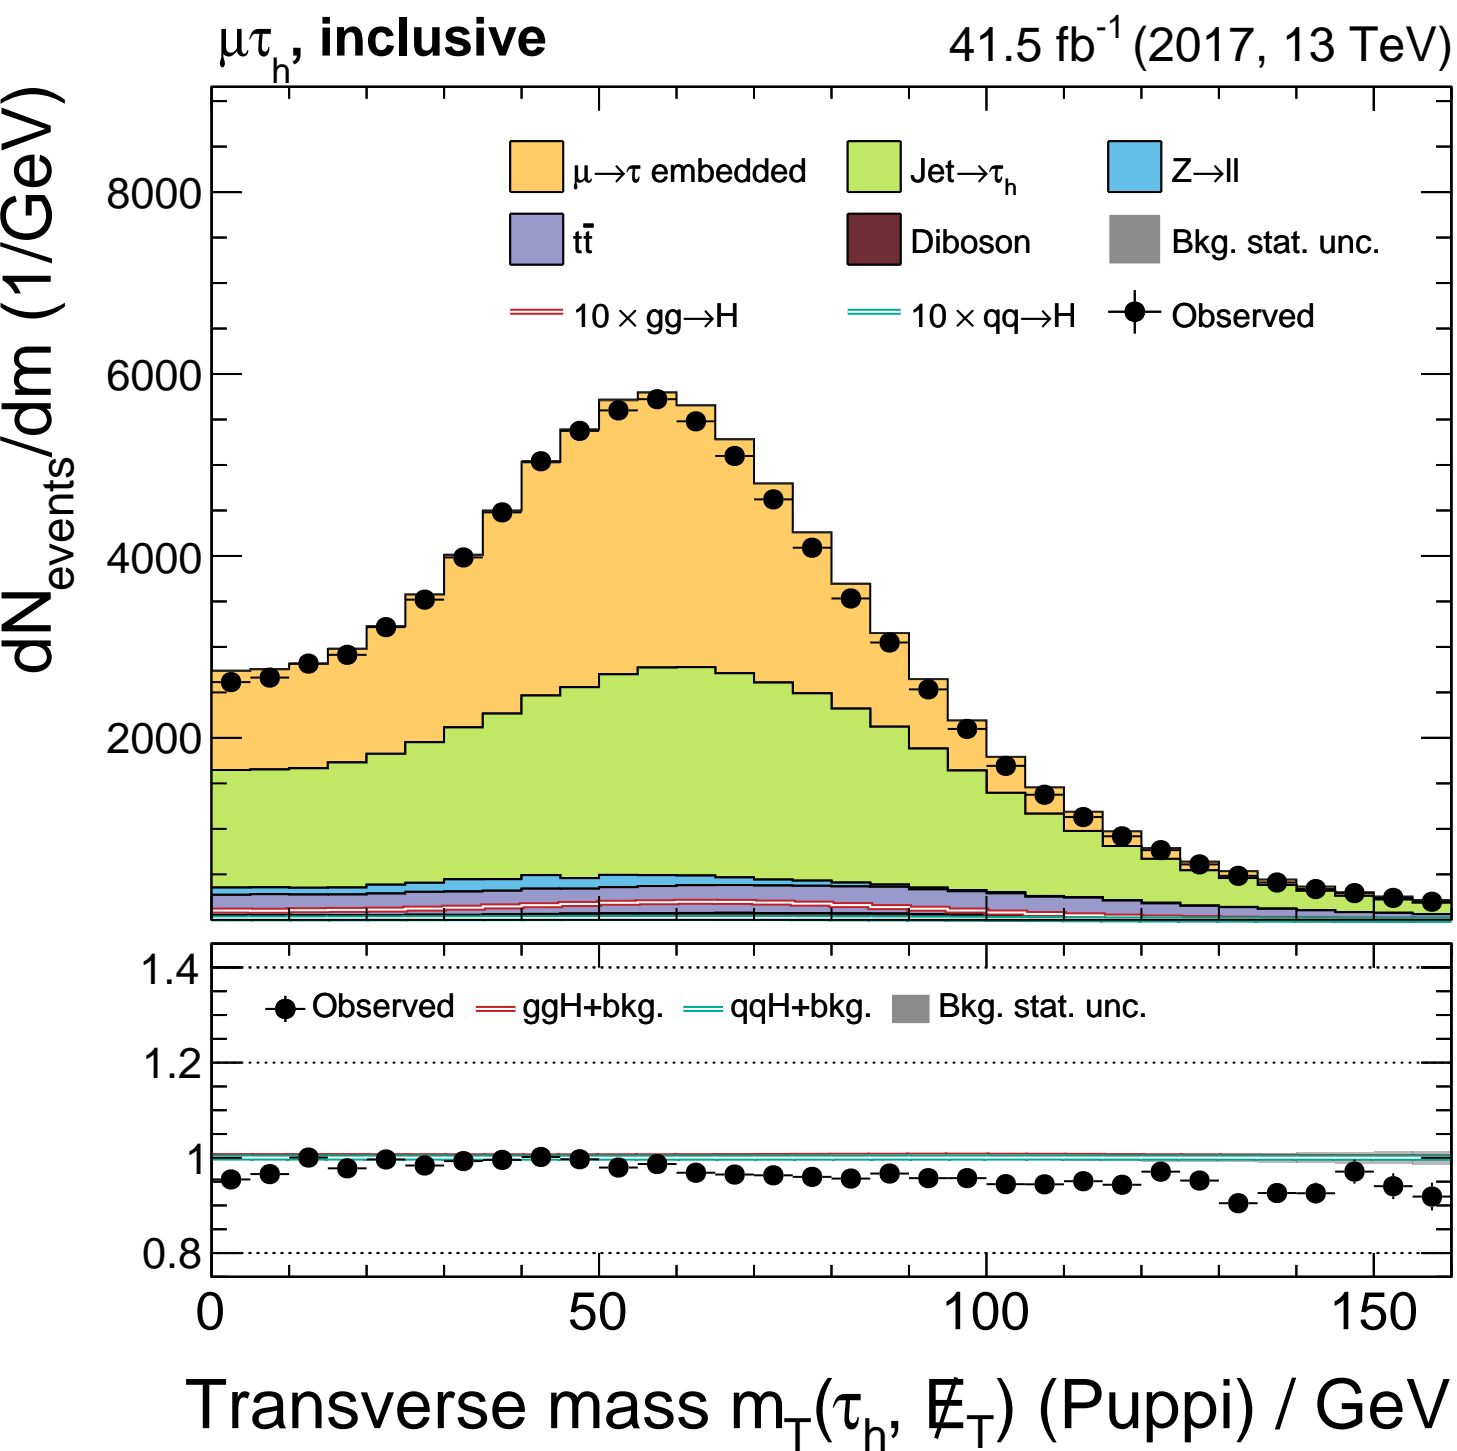 μτh, inclusive 41.5 fb-1 (2017, 13 TeV)
dNevents/dm (1/GeV)
8000
6000
4000
2000
μ→τ embedded Jet→τh Z→ll
tt̄ Diboson Bkg. stat. unc.
10 × gg→H 10 × qq→H Observed
1.4
1.2
1
0.8
Observed ggH+bkg. qqH+bkg. Bkg. stat. unc.
0 50 100 150
Transverse mass mT(τh, E̸T) (Puppi) / GeV